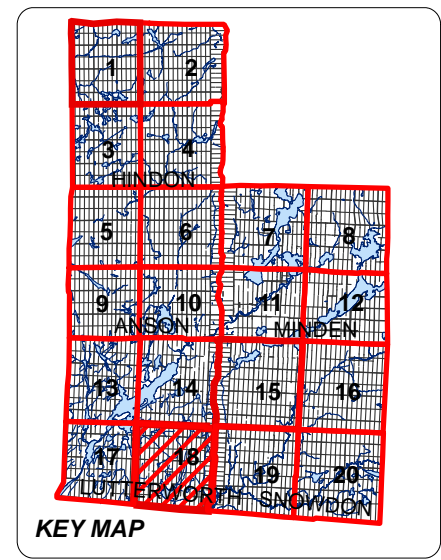 1 2
3 4
HINDON
5 6 7 8
9 10 11 12
ANSON MINDEN
13 14 15 16
17 18 19 20
LUTTERWORTH SNOWDON
KEY MAP